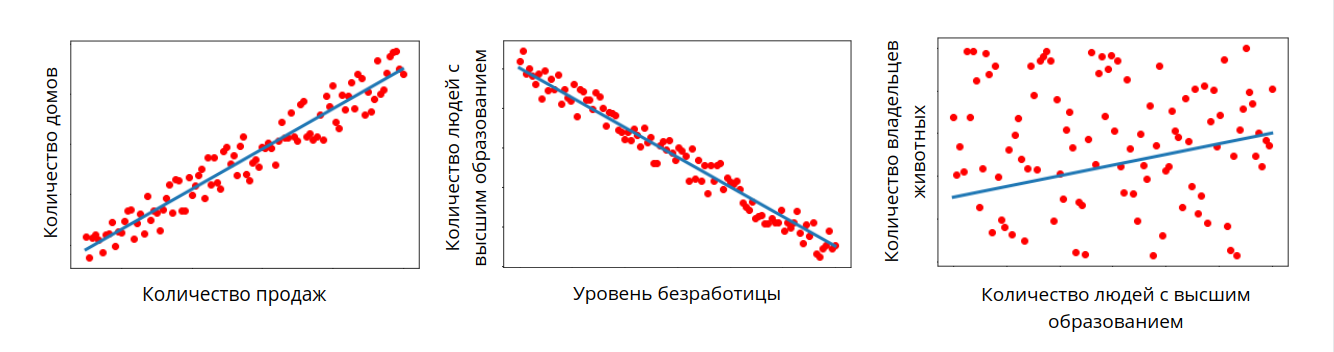 Количество домов
Количество продаж
Количество людей с
высшим образованием
Уровень безработицы
Количество владельцев
животных
Количество людей с высшим
образованием